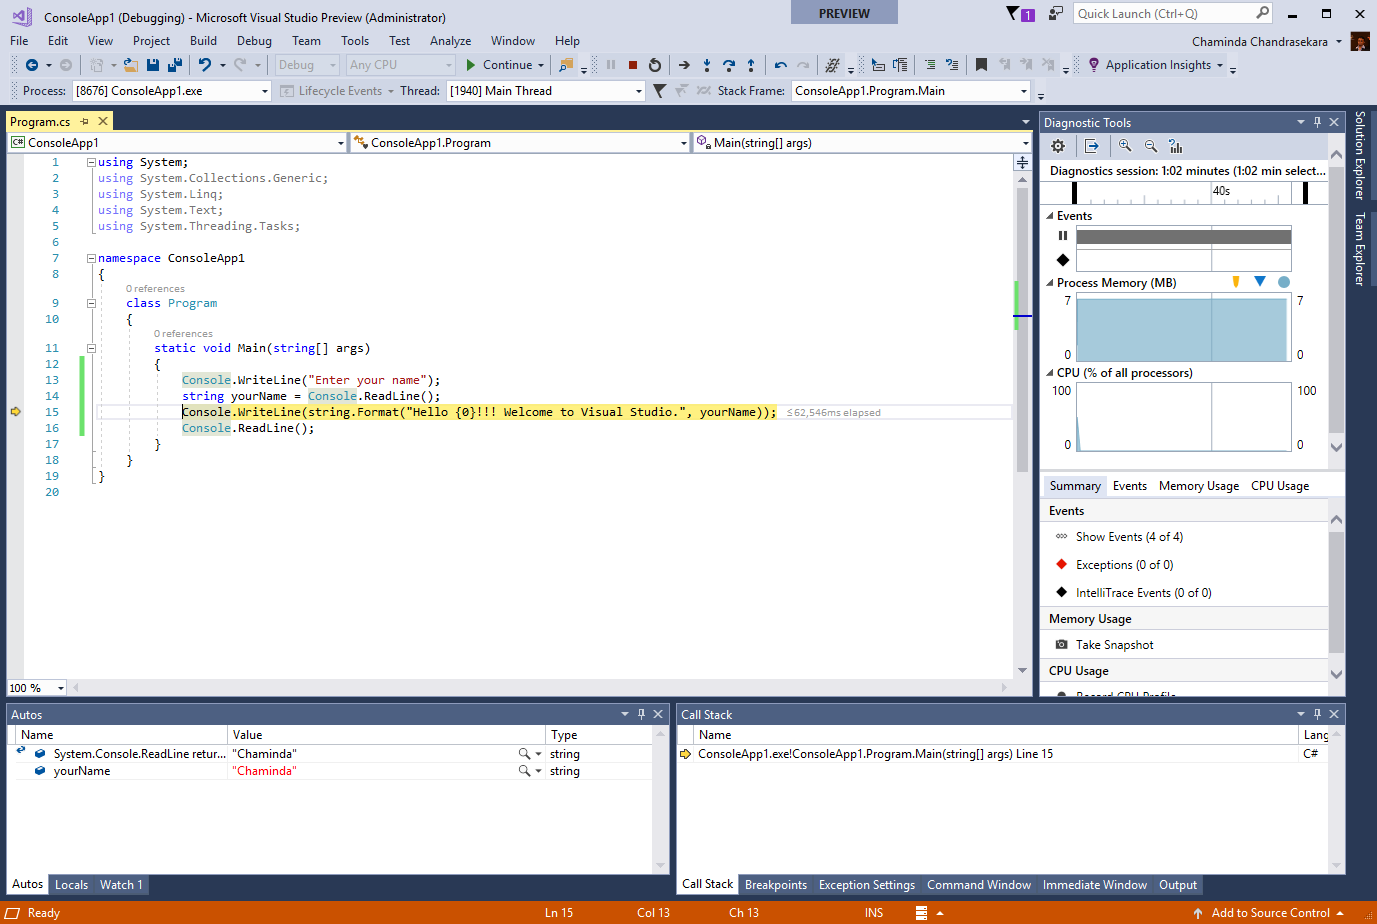 ConsoleApp1 (Debugging) - Microsoft Visual Studio Preview (Administrator)
PREVIEW
1
Quick Launch (Ctrl+Q)
File Edit View Project Build Debug Team Tools Test Analyze Window Help
Chaminda Chandrasekara
Debug Any CPU Continue Application Insights
Process: [8676] ConsoleApp1.exe Lifecycle Events Thread: [1940] Main Thread Stack Frame: ConsoleApp1.Program.Main
Program.cs
C# ConsoleApp1 ConsoleApp1.Program Main(string[] args)
1 using System;
2 using System.Collections.Generic;
3 using System.Linq;
4 using System.Text;
5 using System.Threading.Tasks;
6
7 namespace ConsoleApp1
8 {
0 references
9 class Program
10 {
0 references
11 static void Main(string[] args)
12 {
13 Console.WriteLine("Enter your name");
14 string yourName = Console.ReadLine();
15 Console.WriteLine(string.Format("Hello {0}!!! Welcome to Visual Studio.", yourName)); ≤62,546ms elapsed
16 Console.ReadLine();
17 }
18 }
19 }
20
100 %
Diagnostic Tools
Diagnostics session: 1:02 minutes (1:02 min select...
40s
Events
Process Memory (MB)
7 7
0 0
CPU (% of all processors)
100 100
0 0
Summary Events Memory Usage CPU Usage
Events
Show Events (4 of 4)
Exceptions (0 of 0)
IntelliTrace Events (0 of 0)
Memory Usage
Take Snapshot
CPU Usage
Record CPU Profile
Solution Explorer
Team Explorer
Autos
Name Value Type
System.Console.ReadLine retur... "Chaminda" string
yourName "Chaminda" string
Autos Locals Watch 1
Call Stack
Name Lang
ConsoleApp1.exe!ConsoleApp1.Program.Main(string[] args) Line 15 C#
Call Stack Breakpoints Exception Settings Command Window Immediate Window Output
Ready Ln 15 Col 13 Ch 13 INS Add to Source Control